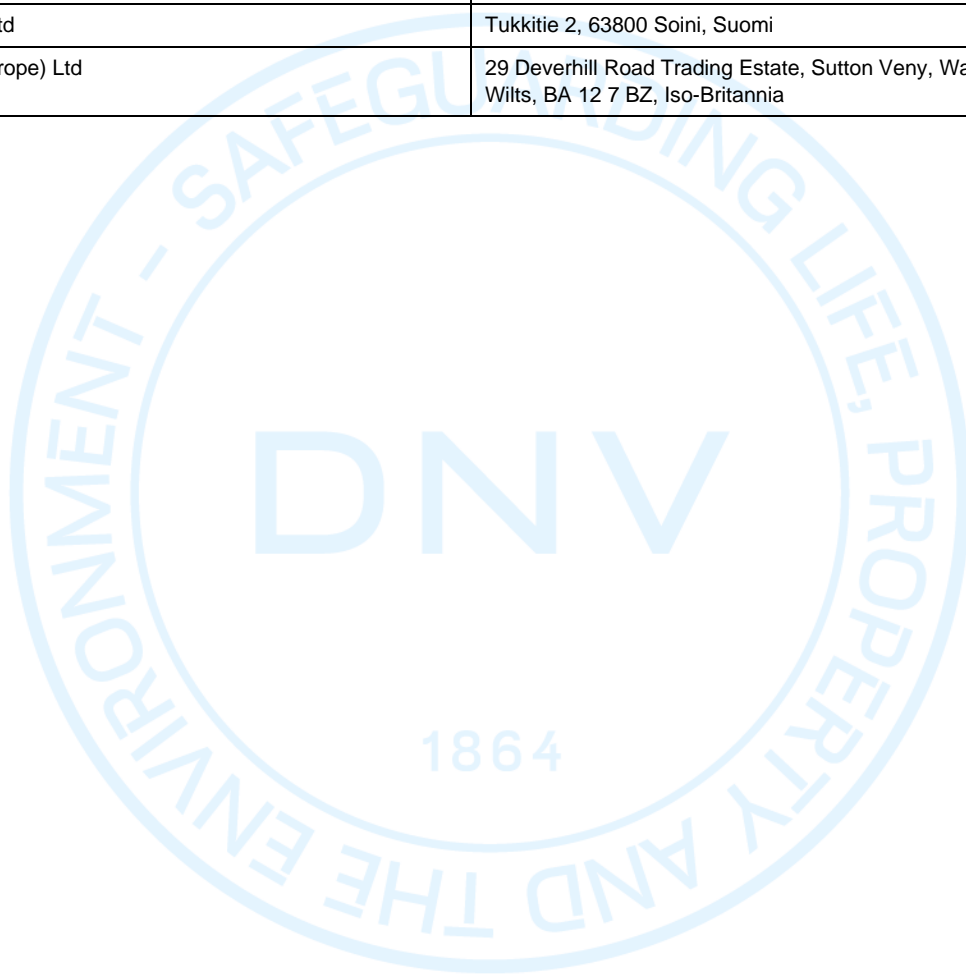 td
Tukkitie 2, 63800 Soini, Suomi
rope) Ltd
29 Deverhill Road Trading Estate, Sutton Veny, Wa
Wilts, BA 12 7 BZ, Iso-Britannia
SAFEGUARDING LIFE, PROPERTY AND THE ENVIRONMENT -
DNV
1864